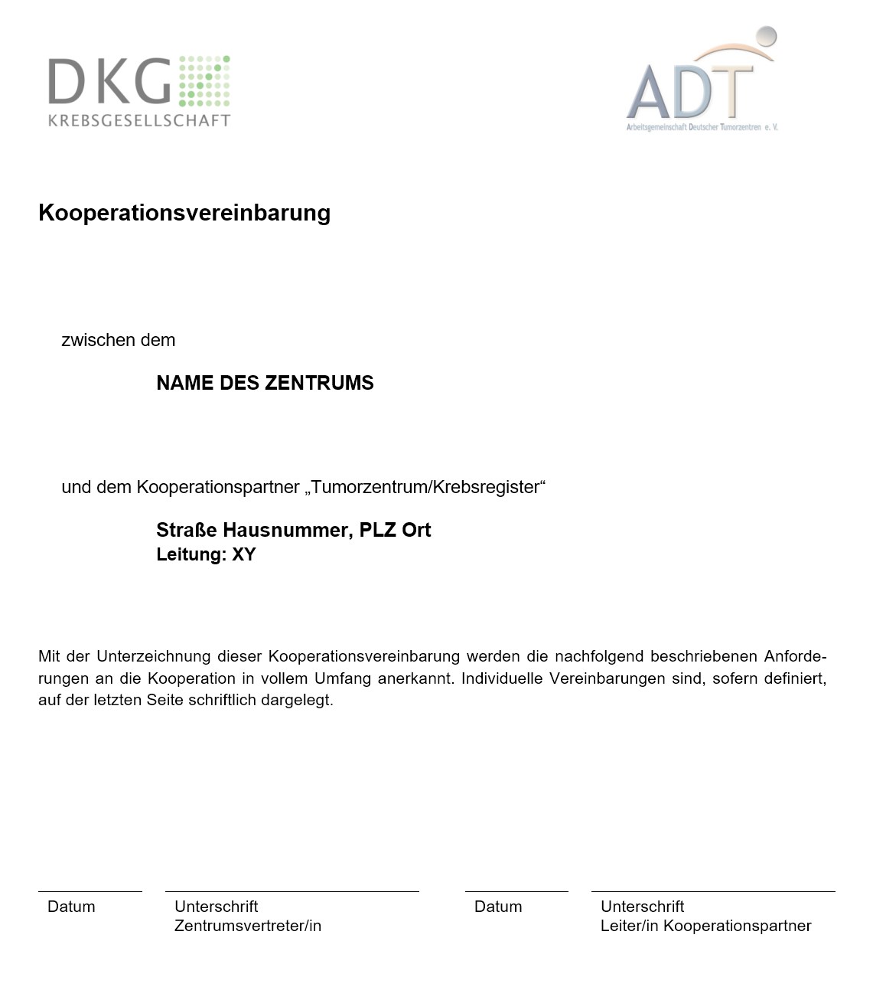 DKG
KREBSGESELLSCHAFT
ADT
Arbeitsgemeinschaft Deutscher Tumorzentren e. V.
Kooperationsvereinbarung
zwischen dem
NAME DES ZENTRUMS
und dem Kooperationspartner „Tumorzentrum/Krebsregister“
Straße Hausnummer, PLZ Ort
Leitung: XY
Mit der Unterzeichnung dieser Kooperationsvereinbarung werden die nachfolgend beschriebenen Anforde-
rungen an die Kooperation in vollem Umfang anerkannt. Individuelle Vereinbarungen sind, sofern definiert,
auf der letzten Seite schriftlich dargelegt.
Datum
Unterschrift
Zentrumsvertreter/in
Datum
Unterschrift
Leiter/in Kooperationspartner